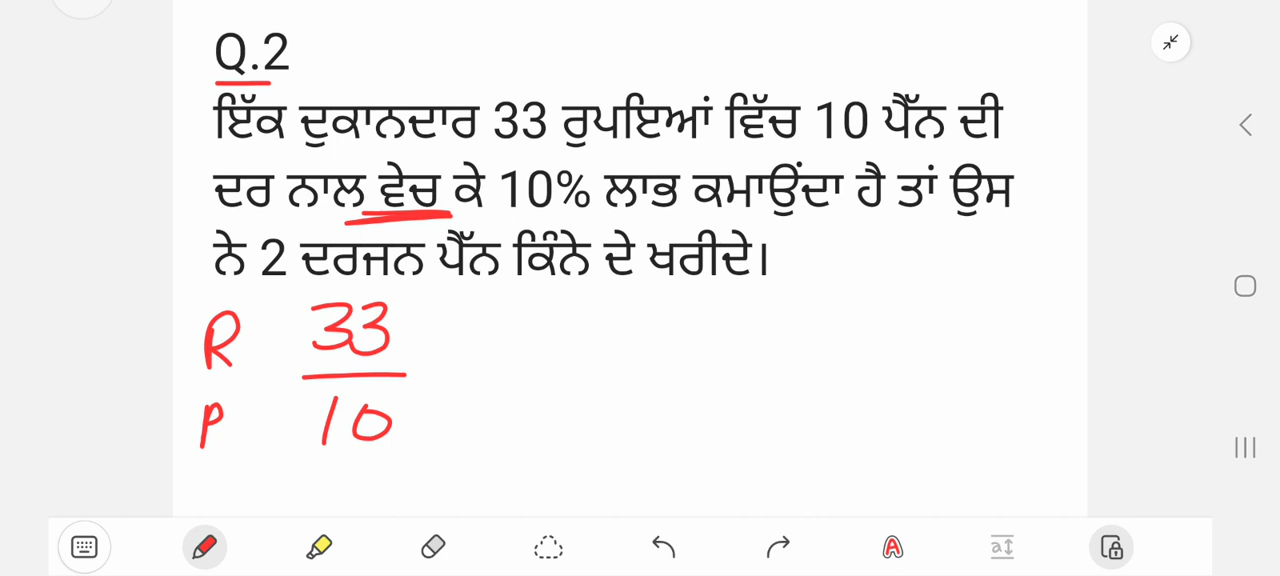 Q.2
ਇੱਕ ਦੁਕਾਨਦਾਰ 33 ਰੁਪਇਆਂ ਵਿੱਚ 10 ਪੈੱਨ ਦੀ
ਦਰ ਨਾਲ ਵੇਚ ਕੇ 10% ਲਾਭ ਕਮਾਉਂਦਾ ਹੈ ਤਾਂ ਉਸ
ਨੇ 2 ਦਰਜਨ ਪੈੱਨ ਕਿੰਨੇ ਦੇ ਖਰੀਦੇ।
R 33
P 10